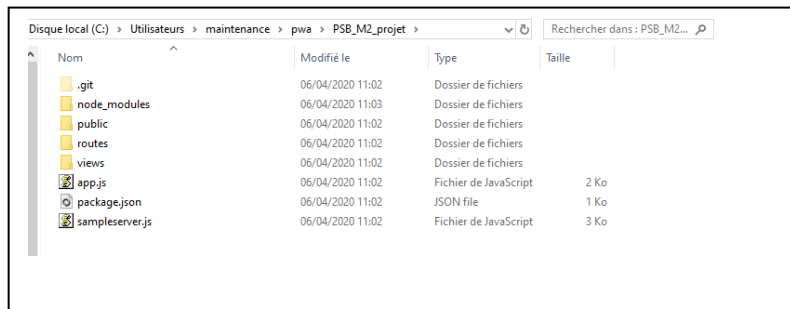 Disque local (C:) > Utilisateurs > maintenance > pwa > PSB_M2_projet > Rechercher dans : PSB_M2...
Nom Modifié le Type Taille
.git 06/04/2020 11:02 Dossier de fichiers
node_modules 06/04/2020 11:03 Dossier de fichiers
public 06/04/2020 11:02 Dossier de fichiers
routes 06/04/2020 11:02 Dossier de fichiers
views 06/04/2020 11:02 Dossier de fichiers
app.js 06/04/2020 11:02 Fichier de JavaScript 2 Ko
package.json 06/04/2020 11:02 JSON file 1 Ko
sampleserver.js 06/04/2020 11:02 Fichier de JavaScript 3 Ko